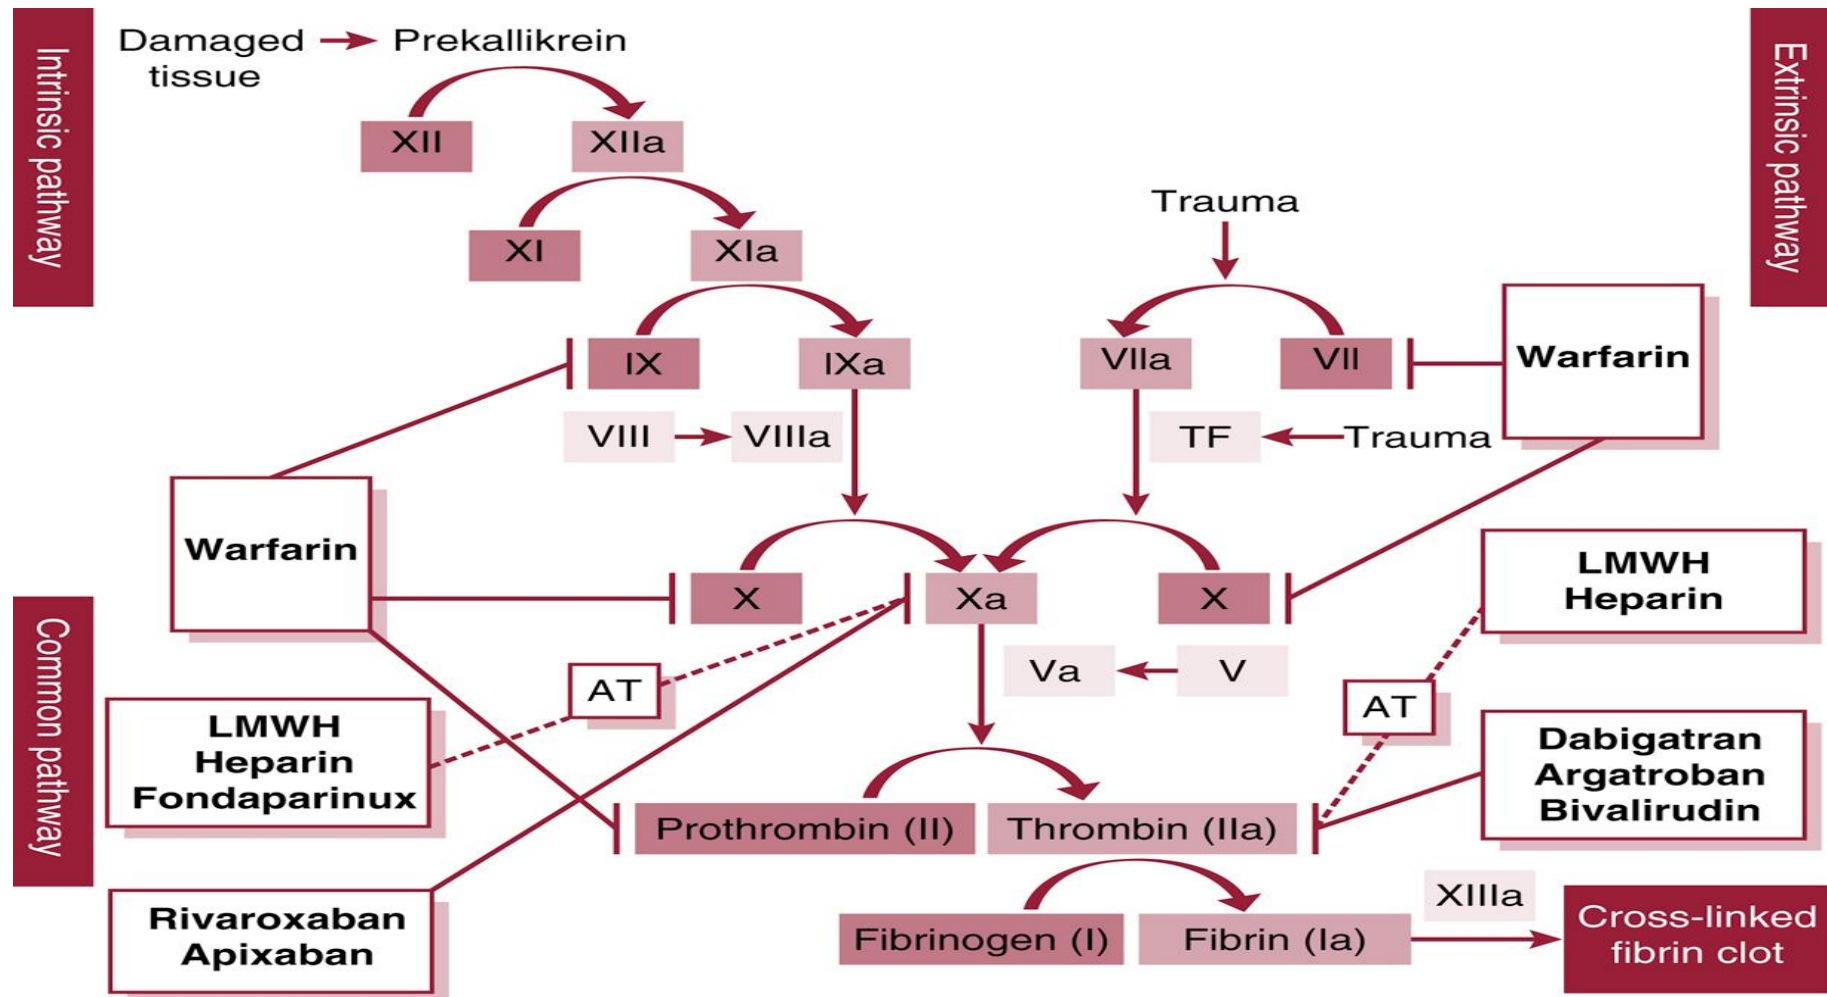 Intrinsic pathway
Extrinsic pathway
Common pathway
Damaged
tissue
Prekallikrein
XII
XIIa
XI
XIa
Trauma
IX
IXa
VIIa
VII
Warfarin
VIII
VIIIa
TF
Trauma
Warfarin
X
Xa
X
LMWH
Heparin
Va
V
AT
AT
LMWH
Heparin
Fondaparinux
Dabigatran
Argatroban
Bivalirudin
Prothrombin (II)
Thrombin (IIa)
Rivaroxaban
Apixaban
Fibrinogen (I)
Fibrin (Ia)
XIIIa
Cross-linked
fibrin clot